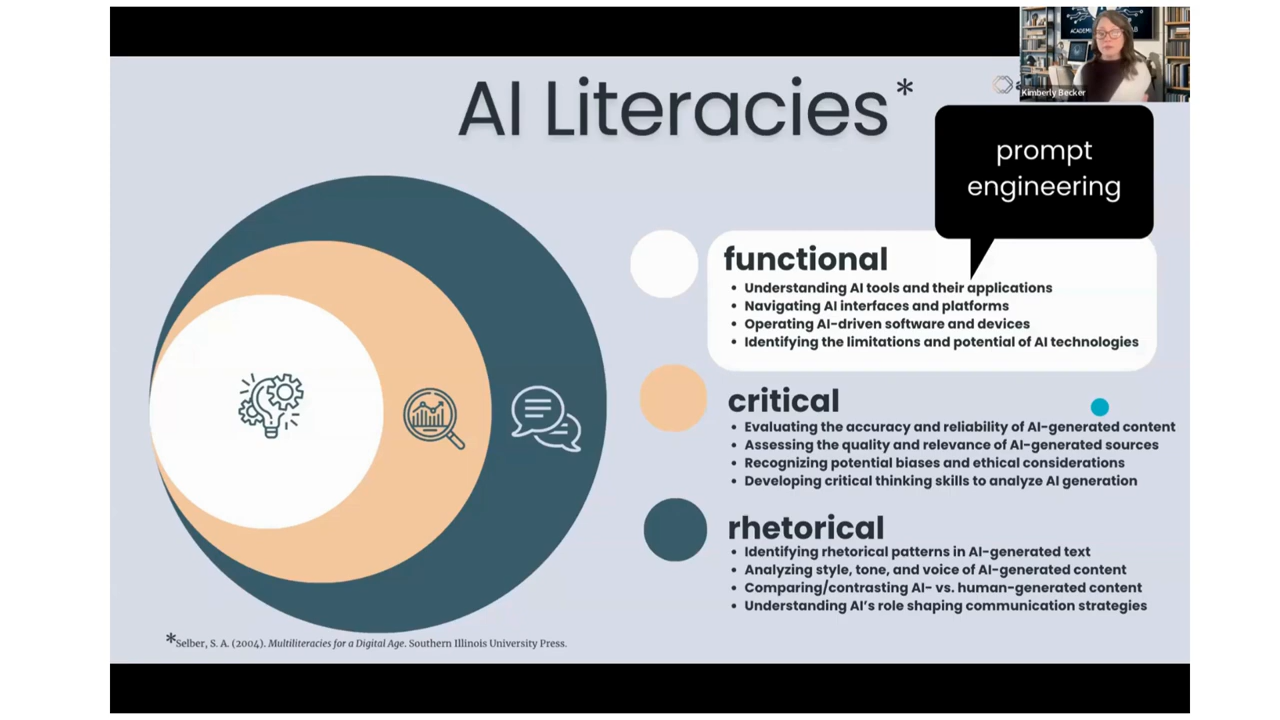 AI Literacies*
Kimberly Becker
prompt
engineering
functional
• Understanding AI tools and their applications
• Navigating AI interfaces and platforms
• Operating AI-driven software and devices
• Identifying the limitations and potential of AI technologies
critical
• Evaluating the accuracy and reliability of AI-generated content
• Assessing the quality and relevance of AI-generated sources
• Recognizing potential biases and ethical considerations
• Developing critical thinking skills to analyze AI generation
rhetorical
• Identifying rhetorical patterns in AI-generated text
• Analyzing style, tone, and voice of AI-generated content
• Comparing/contrasting AI- vs. human-generated content
• Understanding AI's role shaping communication strategies
*Selber, S. A. (2004). Multiliteracies for a Digital Age. Southern Illinois University Press.